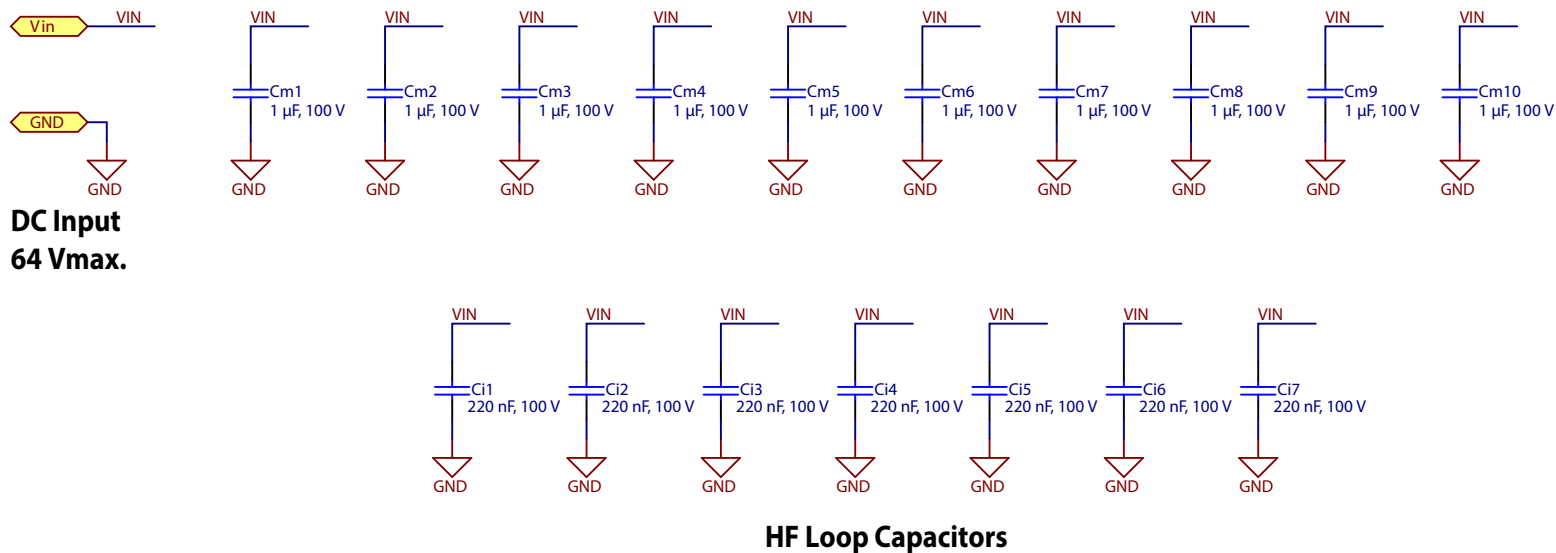 Vin VIN VIN VIN VIN VIN VIN VIN VIN VIN VIN VIN
Cm1 Cm2 Cm3 Cm4 Cm5 Cm6 Cm7 Cm8 Cm9 Cm10
1 µF, 100 V 1 µF, 100 V 1 µF, 100 V 1 µF, 100 V 1 µF, 100 V 1 µF, 100 V 1 µF, 100 V 1 µF, 100 V 1 µF, 100 V 1 µF, 100 V
GND
GND GND GND GND GND GND GND GND GND GND GND
DC Input
64 Vmax.
VIN VIN VIN VIN VIN VIN VIN
Ci1 Ci2 Ci3 Ci4 Ci5 Ci6 Ci7
220 nF, 100 V 220 nF, 100 V 220 nF, 100 V 220 nF, 100 V 220 nF, 100 V 220 nF, 100 V 220 nF, 100 V
GND GND GND GND GND GND GND
HF Loop Capacitors